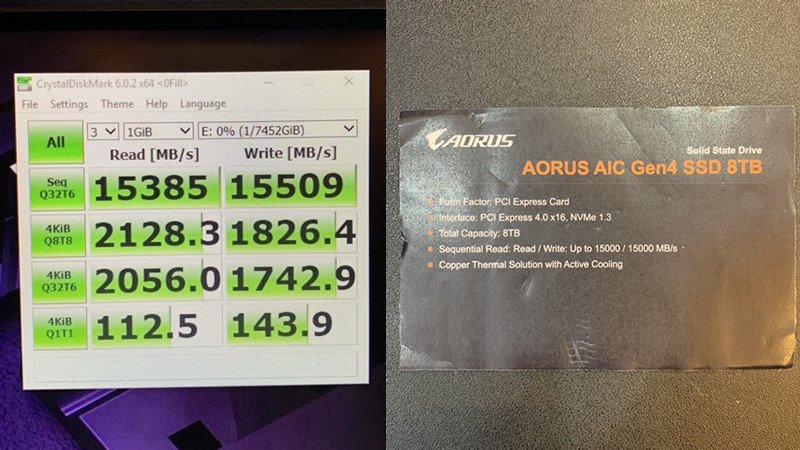 CrystalDiskMark 6.0.2 x64 <0Fill>
File Settings Theme Help Language
All
3 1GiB E: 0% (1/7452GiB)
Read [MB/s] Write [MB/s]
Seq
Q32T6
15385 15509
4KiB
Q8T8
2128.3 1826.4
4KiB
Q32T6
2056.0 1742.9
4KiB
Q1T1
112.5 143.9
AORUS
Solid State Drive
AORUS AIC Gen4 SSD 8TB
Form Factor: PCI Express Card
Interface: PCI Express 4.0 x16, NVMe 1.3
Total Capacity: 8TB
Sequential Read: Read / Write: Up to 15000 / 15000 MB/s
Copper Thermal Solution with Active Cooling